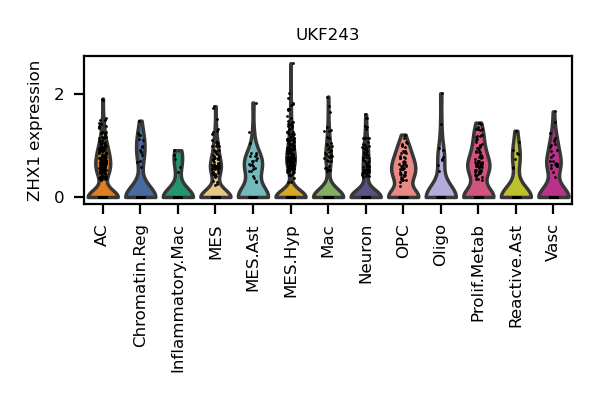 UKF243
ZHX1 expression
2
0
AC
Chromatin.Reg
Inflammatory.Mac
MES
MES.Ast
MES.Hyp
Mac
Neuron
OPC
Oligo
Prolif.Metab
Reactive.Ast
Vasc